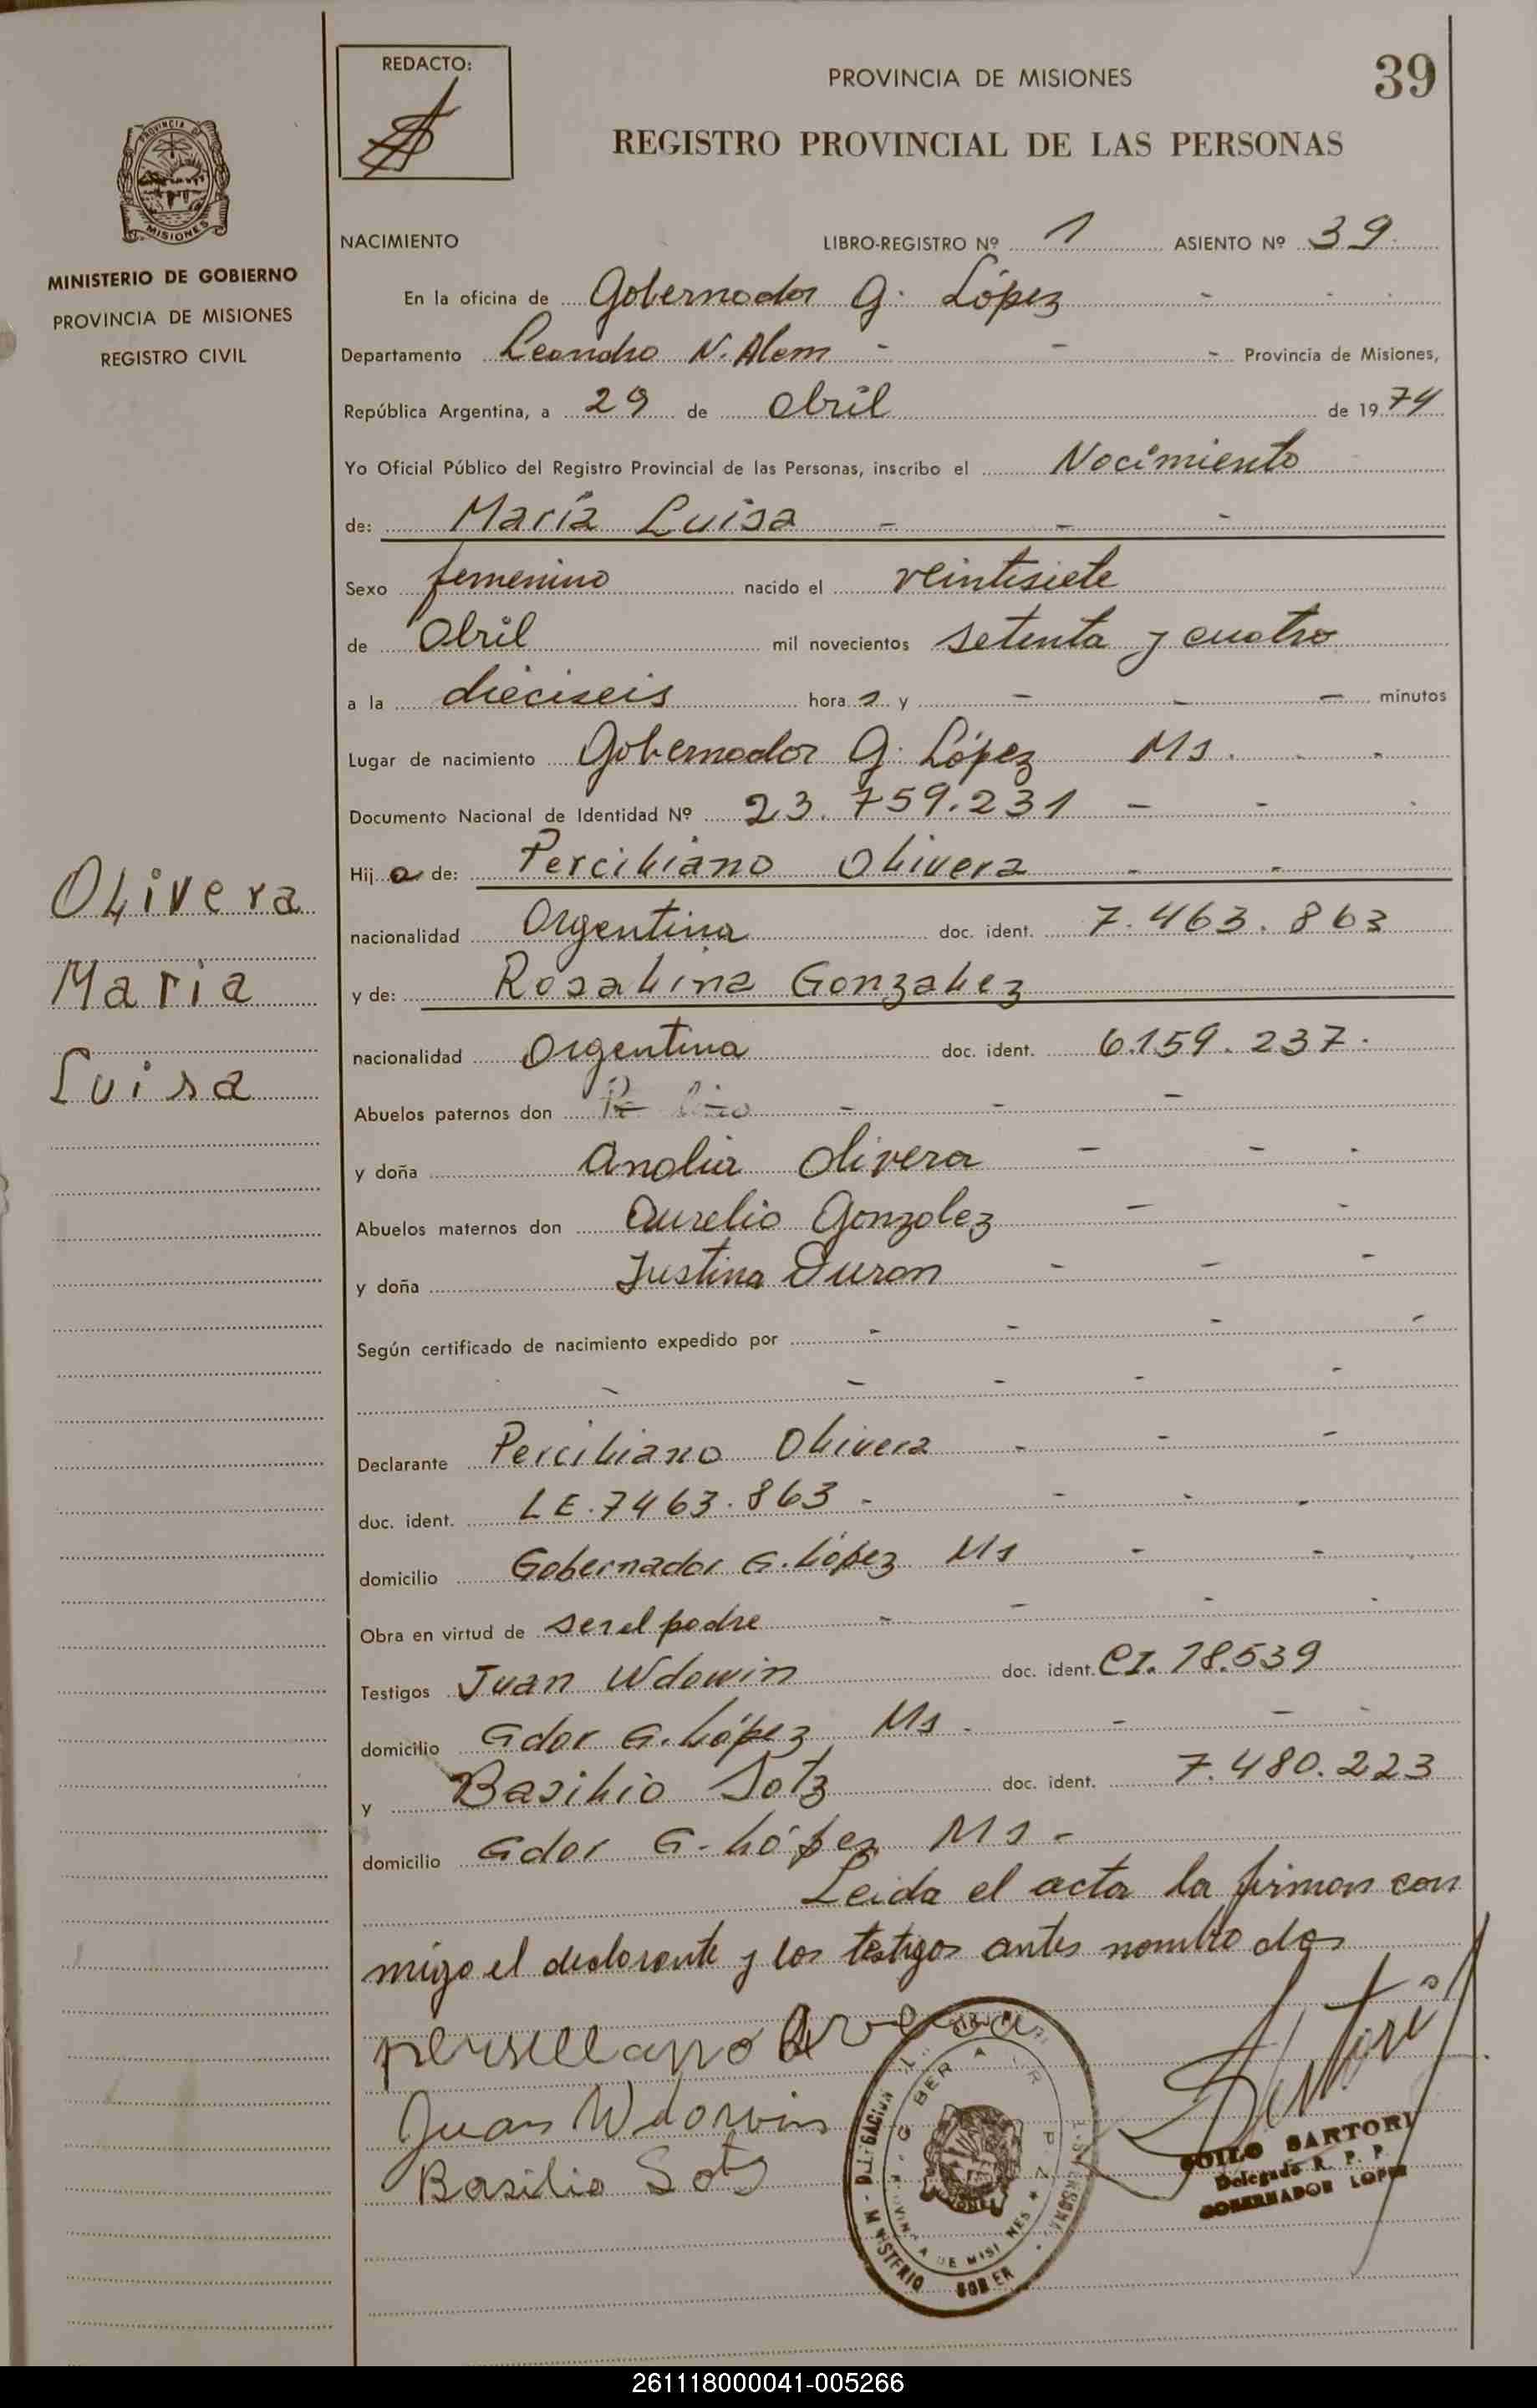 REDACTO:
PROVINCIA DE MISIONES
39
REGISTRO PROVINCIAL DE LAS PERSONAS
PROVINCIA DE
MISIONES
MINISTERIO DE GOBIERNO
PROVINCIA DE MISIONES
REGISTRO CIVIL
NACIMIENTO LIBRO-REGISTRO Nº 1 ASIENTO Nº 39.
En la oficina de Gobernador G. López - - -
Departamento Leandro N. Alem - - - Provincia de Misiones,
República Argentina, a 29 de abril de 1974
Yo Oficial Público del Registro Provincial de las Personas, inscribo el Nacimiento
de: María Luisa - - -
Sexo femenino nacido el veintisiete
de abril mil novecientos setenta y cuatro
a la dieciseis hora s y - - - minutos
Lugar de nacimiento Gobernador G. López Ms. - -
Documento Nacional de Identidad Nº 23.759.231 - - -
Hij a de: Perciliano Olivera - -
nacionalidad Argentina doc. ident. 7.463.863
y de: Rosalina Gonzalez
nacionalidad Argentina doc. ident. 6.159.237.
Abuelos paternos don - - -
y doña Analia Olivera - - -
Abuelos maternos don Aurelio Gonzalez - -
y doña Justina Duran - - -
Según certificado de nacimiento expedido por - - - -
- - - - -
Declarante Perciliano Olivera - - -
doc. ident. LE. 7463.863 - - - -
domicilio Gobernador G. López Ms - -
Obra en virtud de ser el padre - - - -
Testigos Juan Wdowin doc. ident. CI. 78.539
domicilio Gdor G. López Ms - - - -
y Basilio Sotz doc. ident. 7.480.223
domicilio Gdor G. López Ms -
Leida el acta la firman con
migo el declarante y los testigos antes nombrados
Juan Wdowin
Basilio Sotz
SARTORI
Delegado R. P. P.
GOBERNADOR LOPEZ
OLivera
Maria
Luisa
261118000041-005266